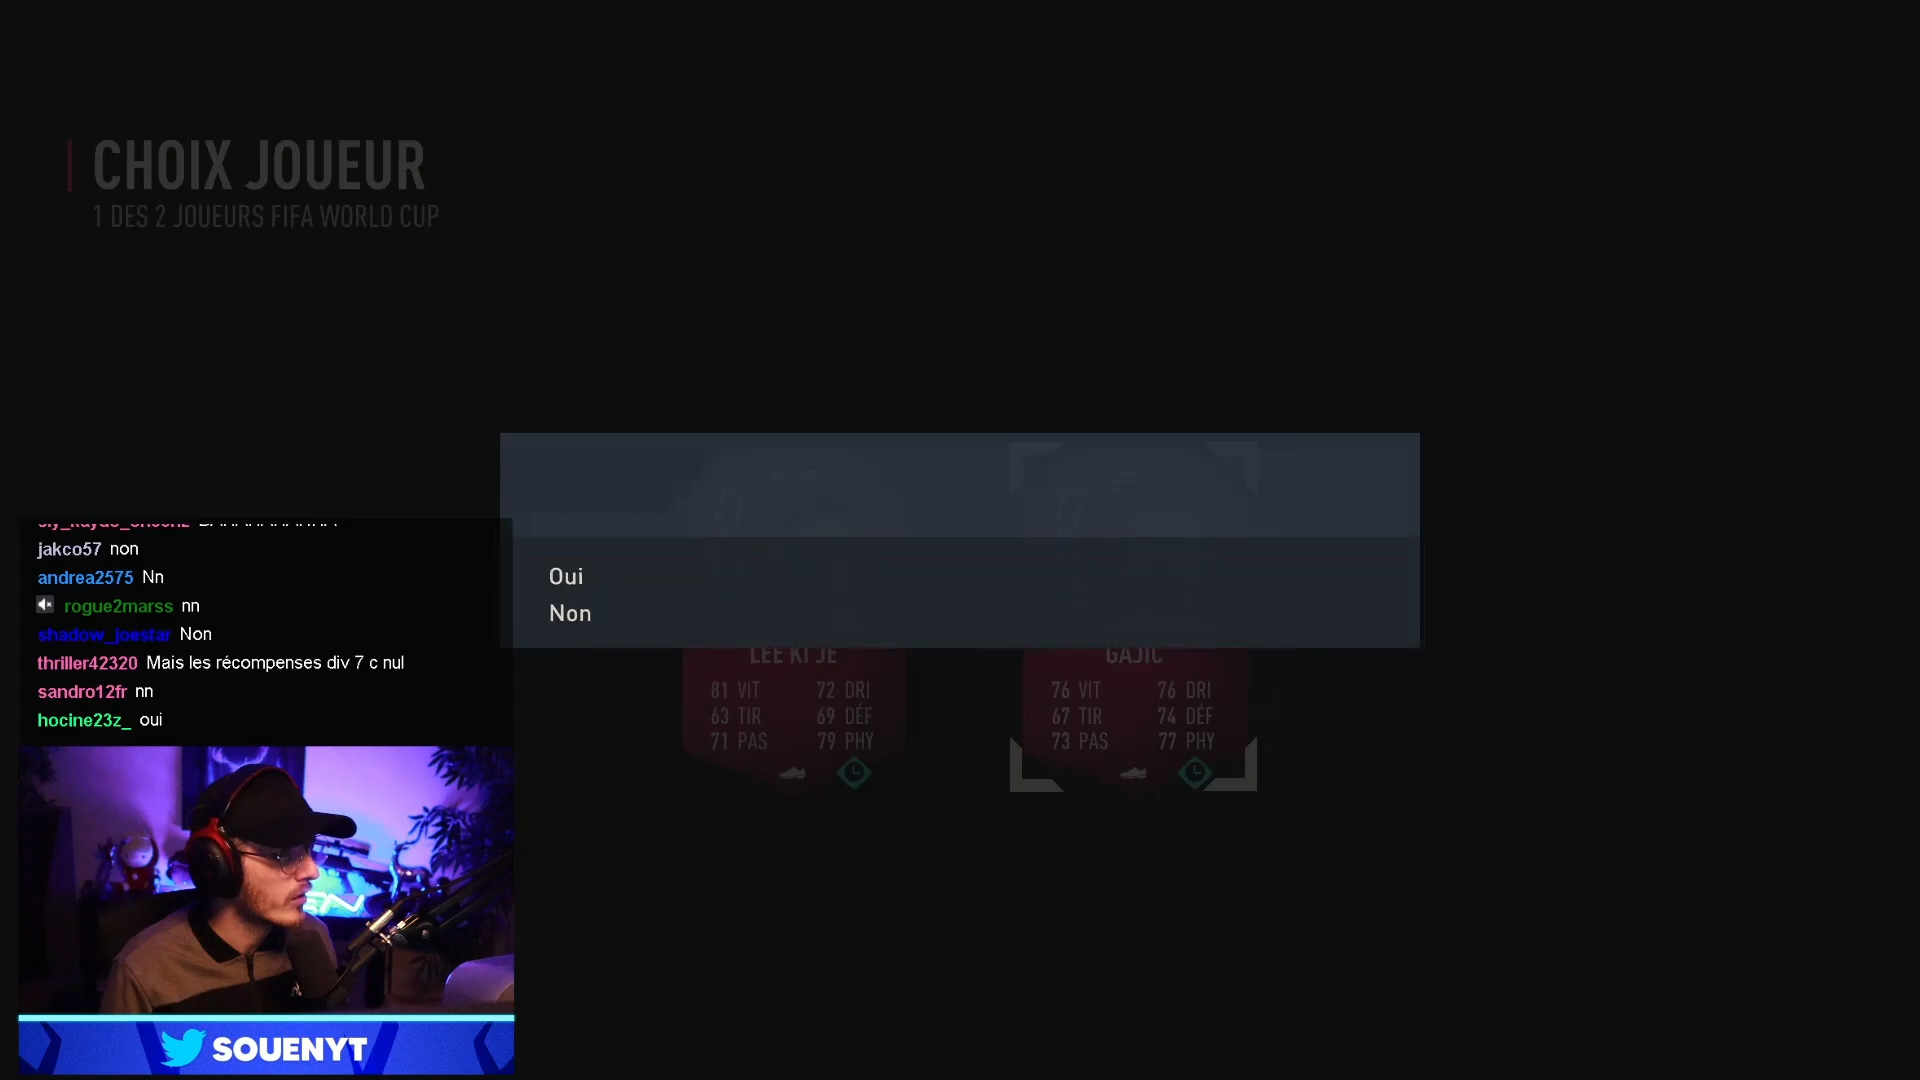 CHOIX JOUEUR
1 DES 2 JOUEURS FIFA WORLD CUP
Oui
Non
LEE KI JE
81 VIT 72 DRI
63 TIR 69 DÉF
71 PAS 79 PHY
GAJIC
76 VIT 76 DRI
67 TIR 74 DÉF
73 PAS 77 PHY
jakco57 non
andrea2575 Nn
rogue2marss nn
shadow_joestar Non
thriller42320 Mais les récompenses div 7 c nul
sandro12fr nn
hocine23z_ oui
SOUENYT